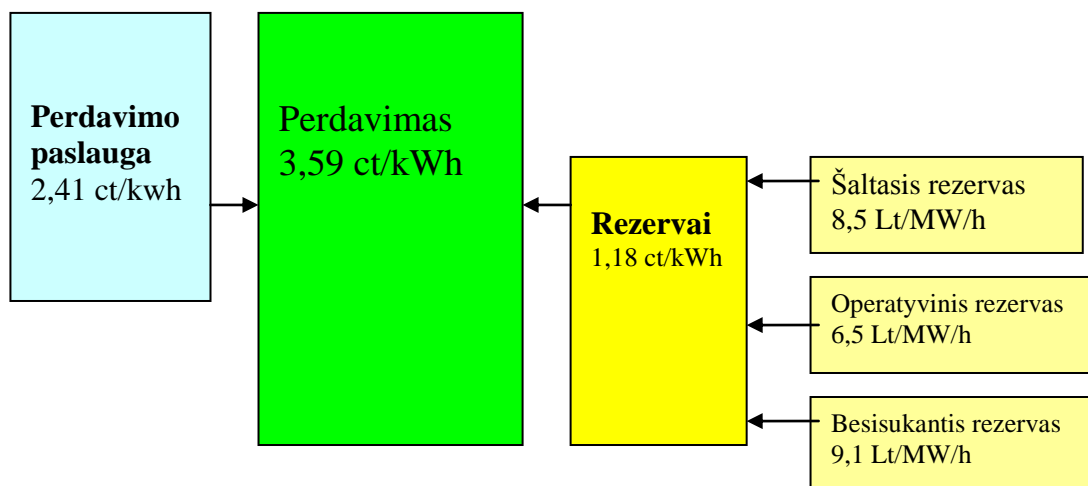 Perdavimo
paslauga
2,41 ct/kwh
Perdavimas
3,59 ct/kWh
Rezervai
1,18 ct/kWh
Šaltasis rezervas
8,5 Lt/MW/h
Operatyvinis rezervas
6,5 Lt/MW/h
Besisukantis rezervas
9,1 Lt/MW/h